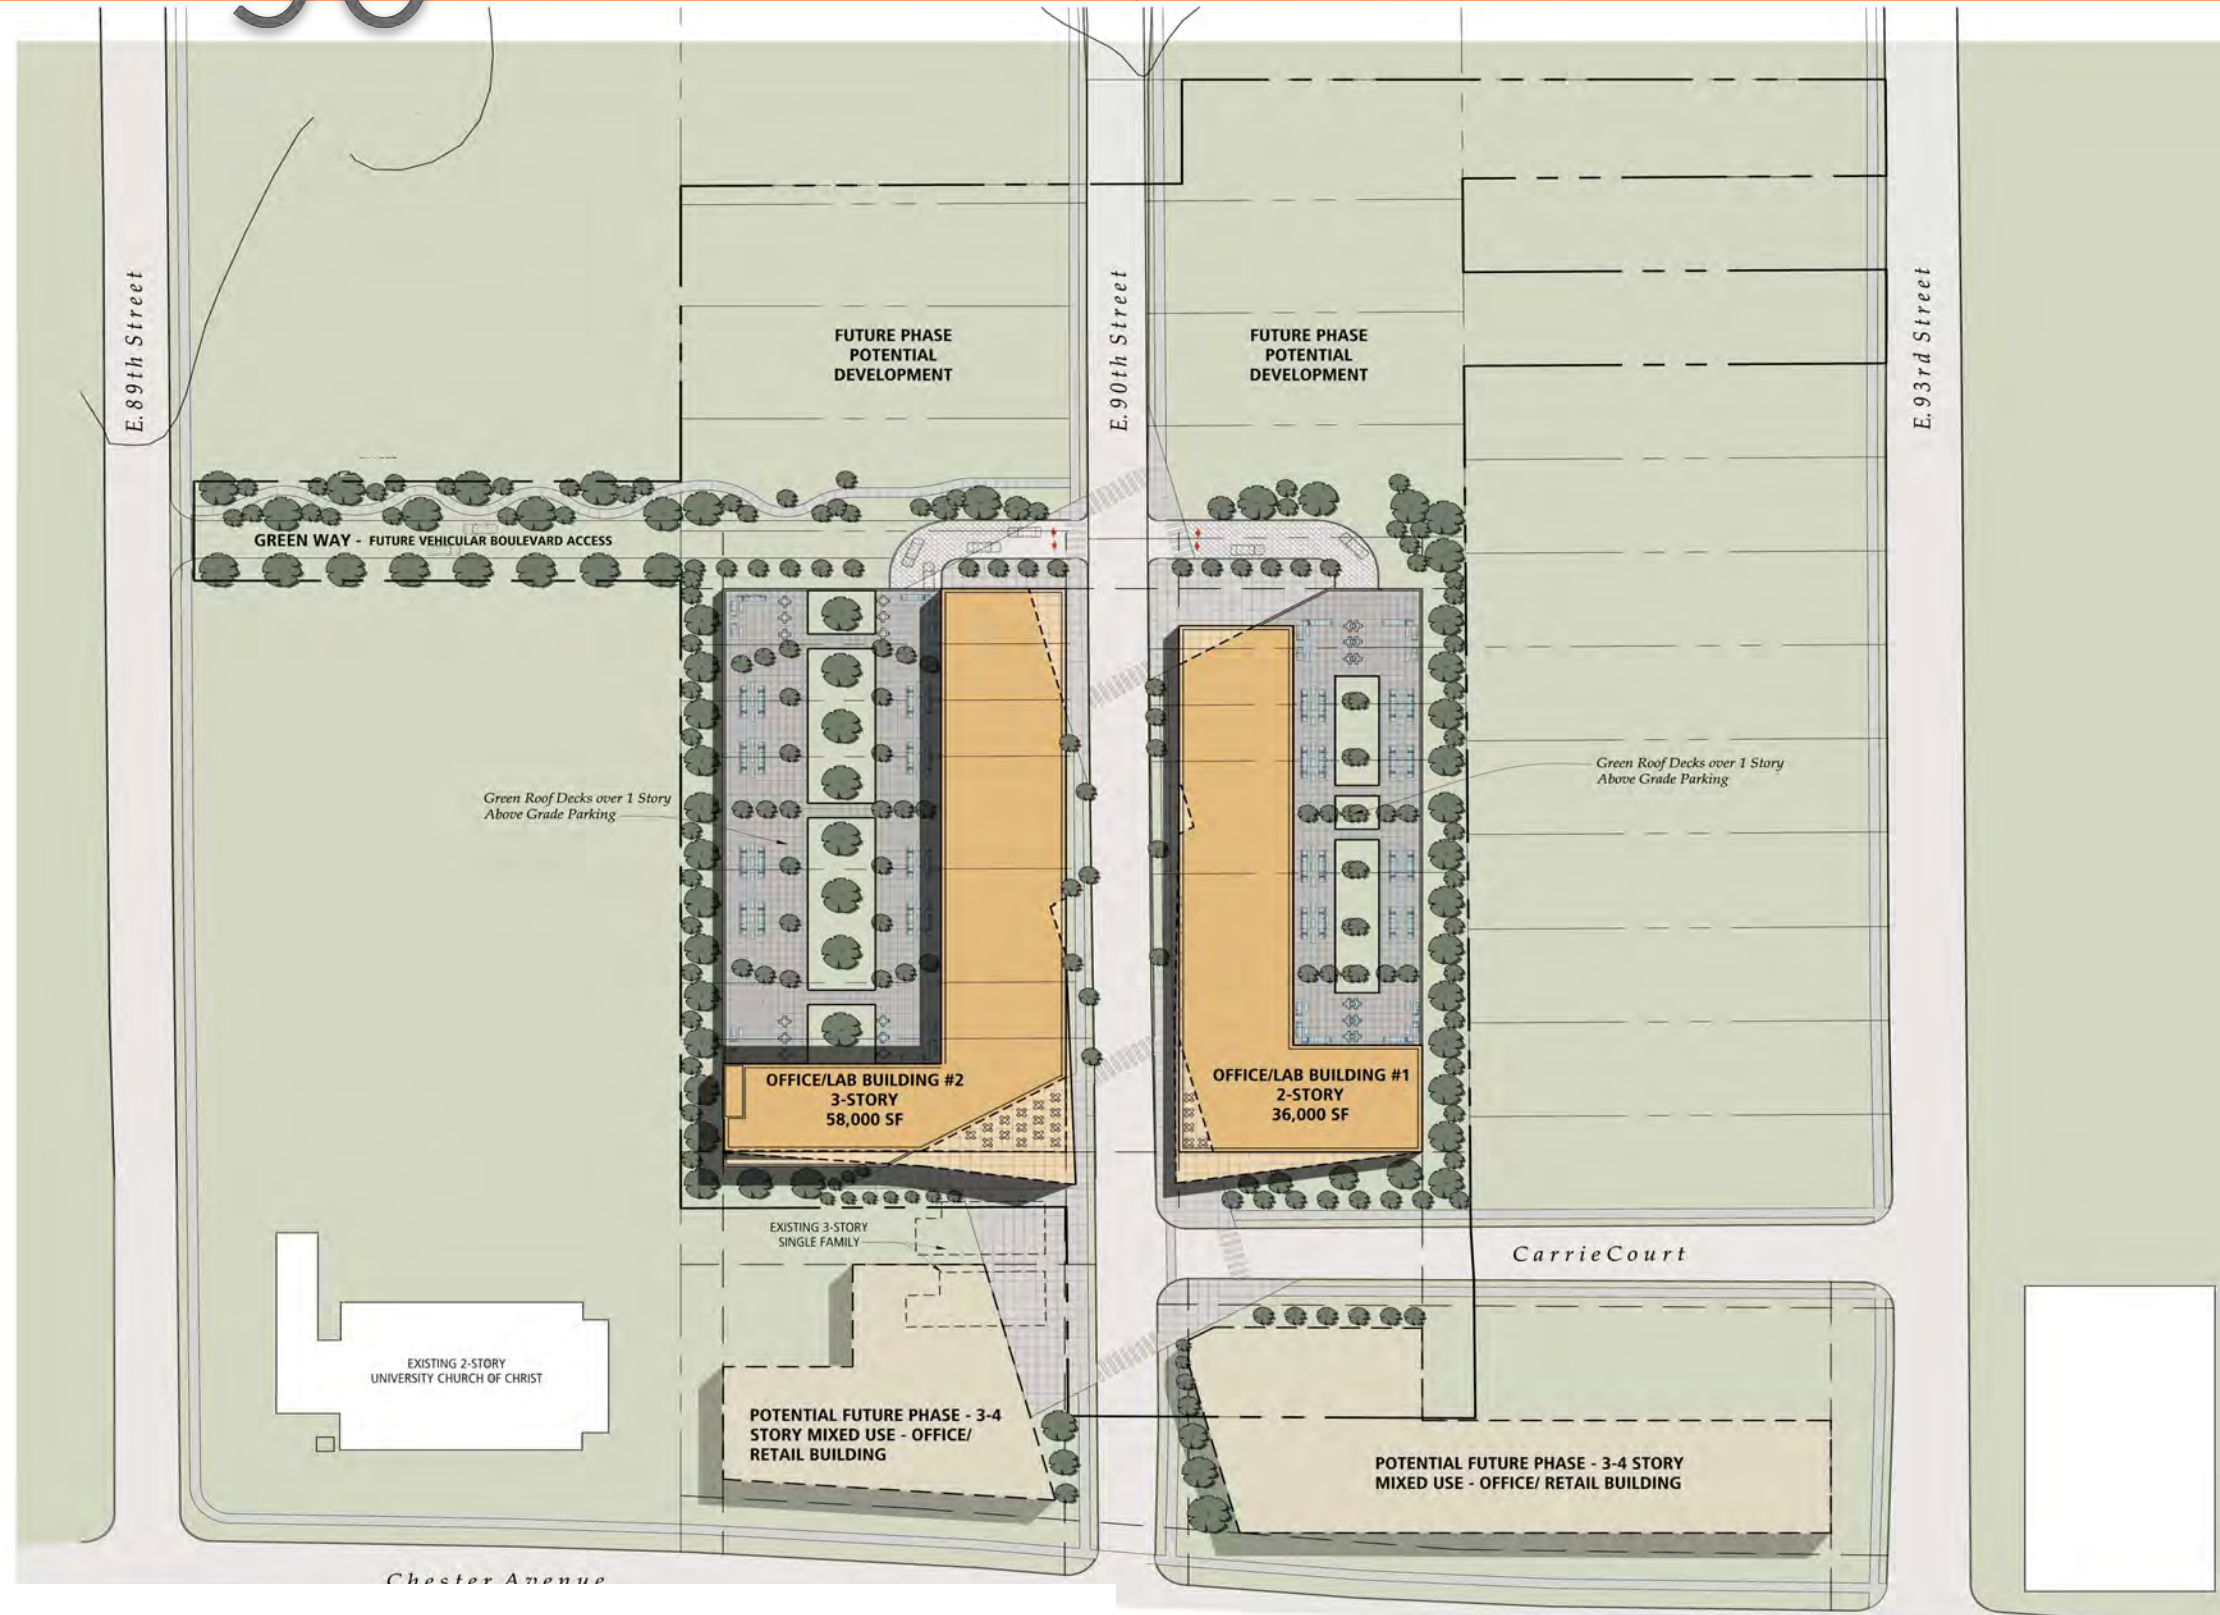 E.89th Street
E.90th Street
E.93rd Street
FUTURE PHASE
POTENTIAL
DEVELOPMENT
FUTURE PHASE
POTENTIAL
DEVELOPMENT
GREEN WAY - FUTURE VEHICULAR BOULEVARD ACCESS
Green Roof Decks over 1 Story
Above Grade Parking
Green Roof Decks over 1 Story
Above Grade Parking
OFFICE/LAB BUILDING #2
3-STORY
58,000 SF
OFFICE/LAB BUILDING #1
2-STORY
36,000 SF
EXISTING 3-STORY
SINGLE FAMILY
Carrie Court
EXISTING 2-STORY
UNIVERSITY CHURCH OF CHRIST
POTENTIAL FUTURE PHASE - 3-4
STORY MIXED USE - OFFICE/
RETAIL BUILDING
POTENTIAL FUTURE PHASE - 3-4 STORY
MIXED USE - OFFICE/ RETAIL BUILDING
Chester Avenue